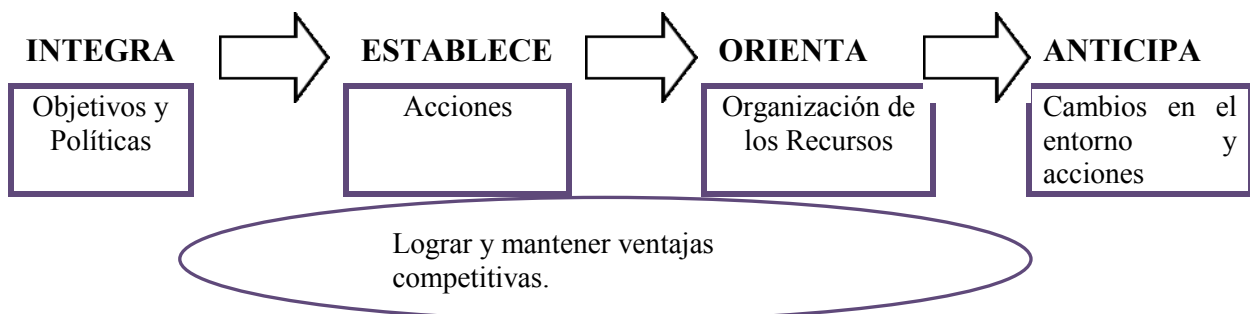 INTEGRA
ESTABLECE
ORIENTA
ANTICIPA
Objetivos y
Políticas
Acciones
Organización de
los Recursos
Cambios en el
entorno y
acciones
Lograr y mantener ventajas
competitivas.